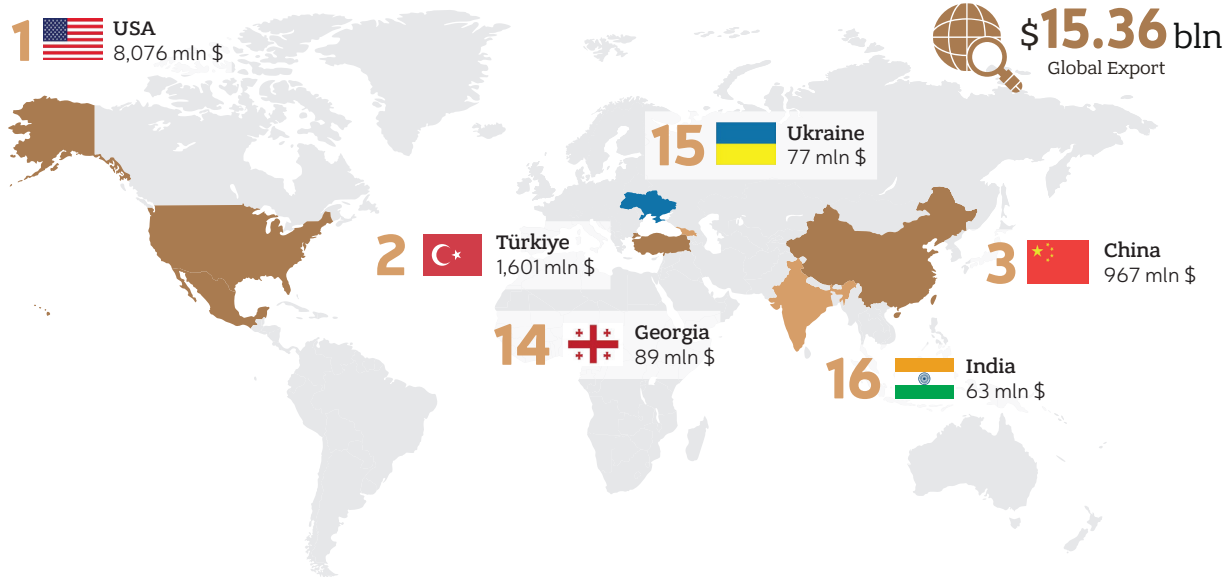 1 USA
8,076 mln $
$15.36 bln
Global Export
15 Ukraine
77 mln $
2 Türkiye
1,601 mln $
3 China
967 mln $
14 Georgia
89 mln $
16 India
63 mln $